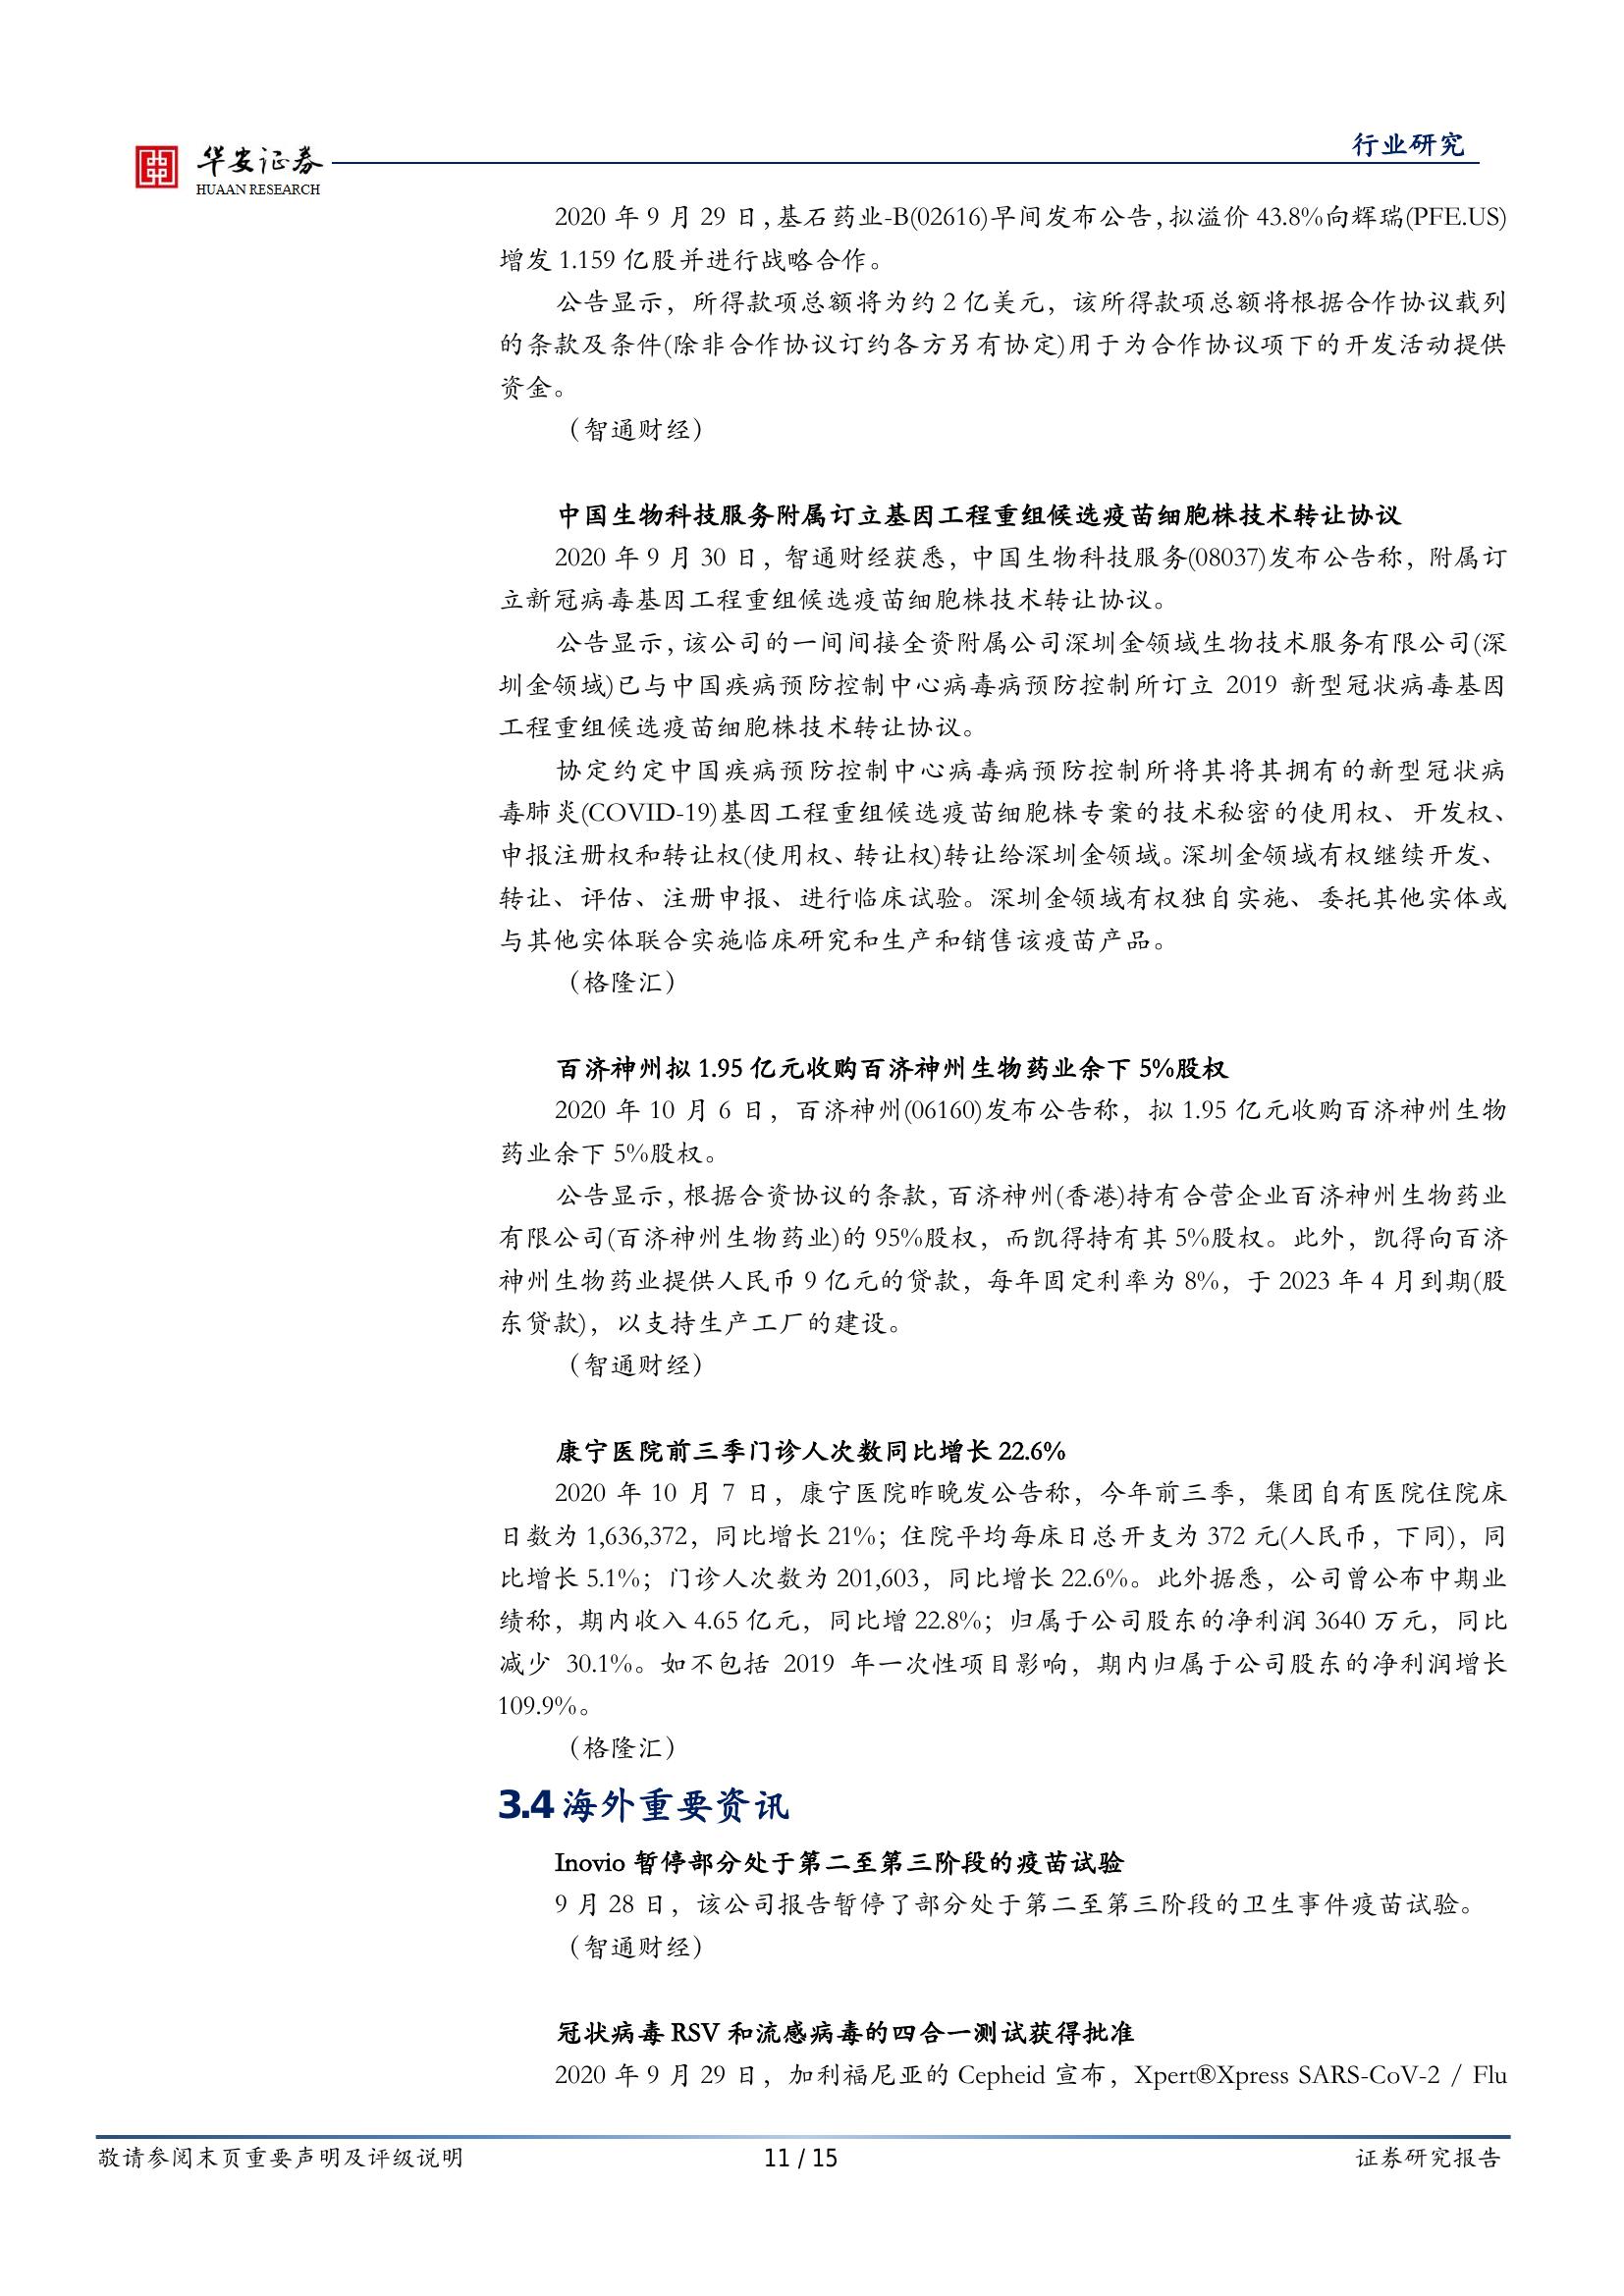 华安证券
HUAAN RESEARCH
行业研究
2020 年 9 月 29 日，基石药业-B(02616)早间发布公告，拟溢价 43.8%向辉瑞(PFE.US)
增发 1.159 亿股并进行战略合作。
公告显示，所得款项总额将为约 2 亿美元，该所得款项总额将根据合作协议载列
的条款及条件(除非合作协议订约各方另有协定)用于为合作协议项下的开发活动提供
资金。
（智通财经）
中国生物科技服务附属订立基因工程重组候选疫苗细胞株技术转让协议
2020 年 9 月 30 日，智通财经获悉，中国生物科技服务(08037)发布公告称，附属订
立新冠病毒基因工程重组候选疫苗细胞株技术转让协议。
公告显示，该公司的一间间接全资附属公司深圳金领域生物技术服务有限公司(深
圳金领域)已与中国疾病预防控制中心病毒病预防控制所订立 2019 新型冠状病毒基因
工程重组候选疫苗细胞株技术转让协议。
协定约定中国疾病预防控制中心病毒病预防控制所将其将其拥有的新型冠状病
毒肺炎(COVID-19)基因工程重组候选疫苗细胞株专案的技术秘密的使用权、开发权、
申报注册权和转让权(使用权、转让权)转让给深圳金领域。深圳金领域有权继续开发、
转让、评估、注册申报、进行临床试验。深圳金领域有权独自实施、委托其他实体或
与其他实体联合实施临床研究和生产和销售该疫苗产品。
（格隆汇）
百济神州拟 1.95 亿元收购百济神州生物药业余下 5%股权
2020 年 10 月 6 日，百济神州(06160)发布公告称，拟 1.95 亿元收购百济神州生物
药业余下 5%股权。
公告显示，根据合资协议的条款，百济神州(香港)持有合营企业百济神州生物药业
有限公司(百济神州生物药业)的 95%股权，而凯得持有其 5%股权。此外，凯得向百济
神州生物药业提供人民币 9 亿元的贷款，每年固定利率为 8%，于 2023 年 4 月到期(股
东贷款)，以支持生产工厂的建设。
（智通财经）
康宁医院前三季门诊人次数同比增长 22.6%
2020 年 10 月 7 日，康宁医院昨晚发公告称，今年前三季，集团自有医院住院床
日数为 1,636,372，同比增长 21%；住院平均每床日总开支为 372 元(人民币，下同)，同
比增长 5.1%；门诊人次数为 201,603，同比增长 22.6%。此外据悉，公司曾公布中期业
绩称，期内收入 4.65 亿元，同比增 22.8%；归属于公司股东的净利润 3640 万元，同比
减少 30.1%。如不包括 2019 年一次性项目影响，期内归属于公司股东的净利润增长
109.9%。
（格隆汇）
3.4 海外重要资讯
Inovio 暂停部分处于第二至第三阶段的疫苗试验
9 月 28 日，该公司报告暂停了部分处于第二至第三阶段的卫生事件疫苗试验。
（智通财经）
冠状病毒 RSV 和流感病毒的四合一测试获得批准
2020 年 9 月 29 日，加利福尼亚的 Cepheid 宣布，Xpert®Xpress SARS-CoV-2 / Flu
敬请参阅末页重要声明及评级说明
11 / 15
证券研究报告